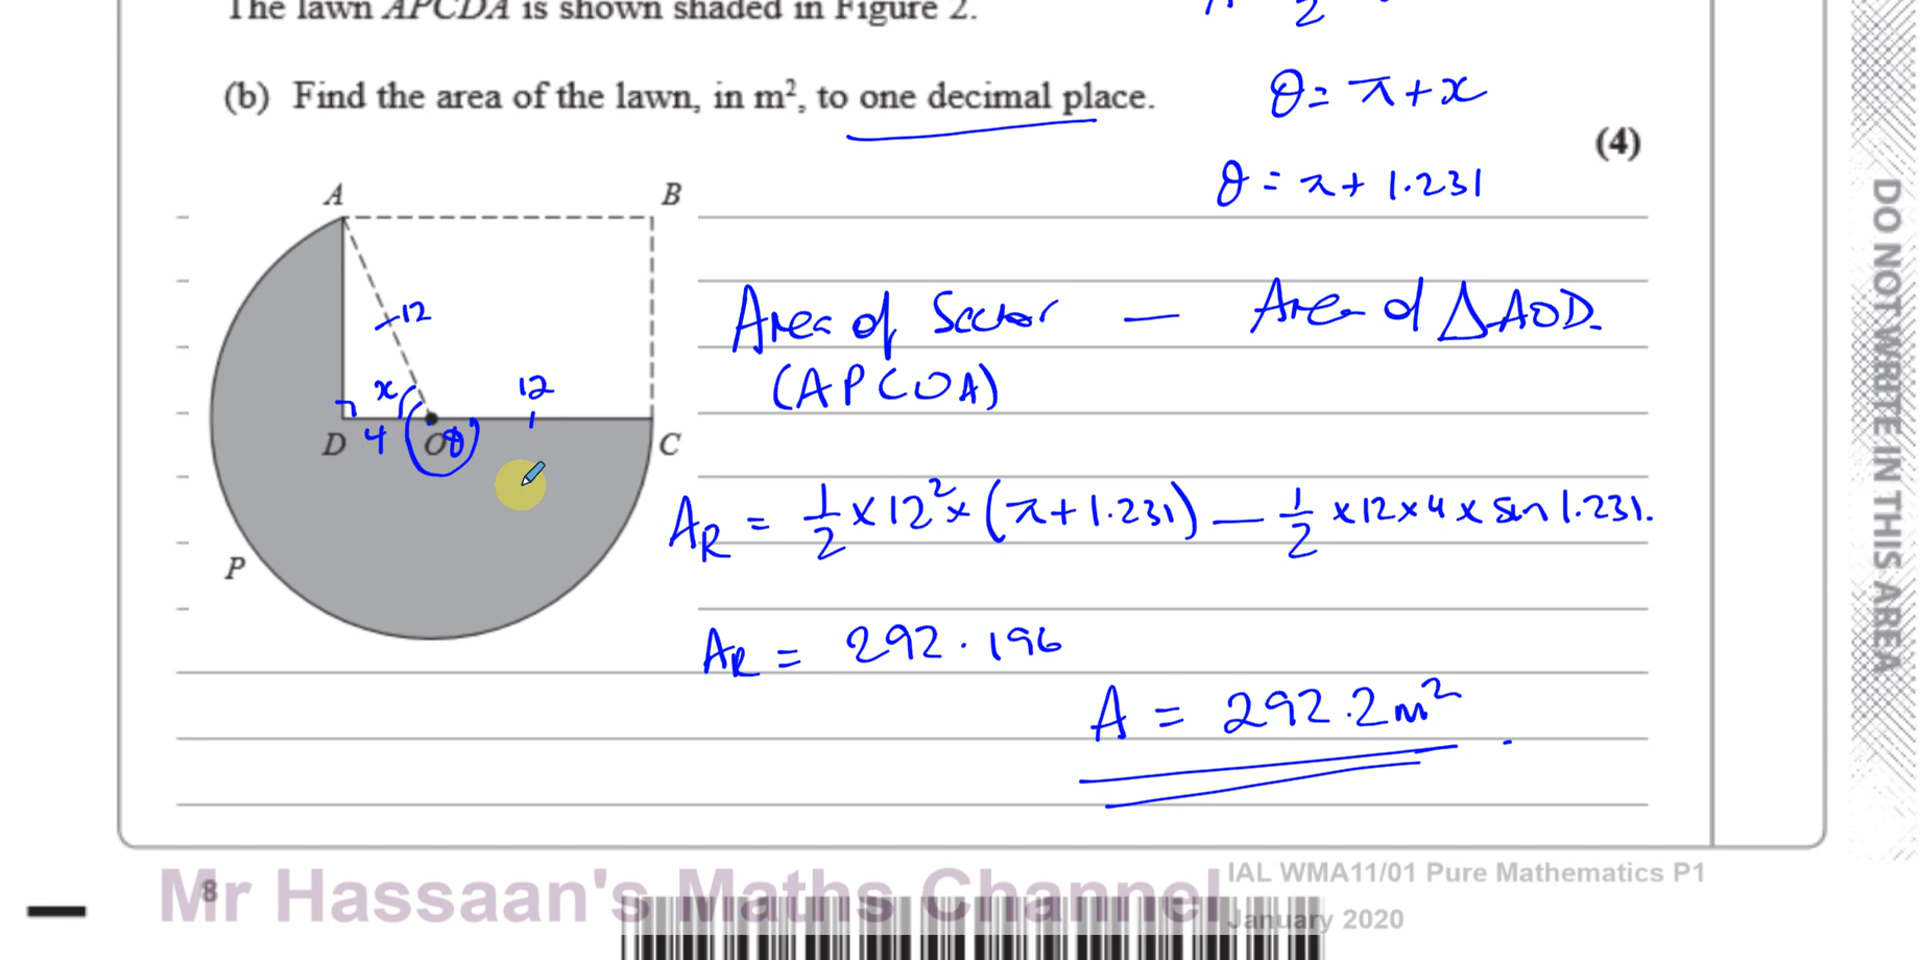 The lawn APCDA is shown shaded in Figure 2.
2
(b) Find the area of the lawn, in m², to one decimal place.
θ = π + x
(4)
θ = π + 1.231
A
B
12
Area of Sector — Area of △AOD.
(APCOA)
x
12
D
4
O
θ
C
A_R = 1/2 × 12² × (π + 1.231) — 1/2 × 12 × 4 × sin 1.231.
P
A_R = 292.196
A = 292.2 m²
DO NOT WRITE IN THIS AREA
8
Mr Hassaan's Maths Channel
IAL WMA11/01 Pure Mathematics P1
January 2020